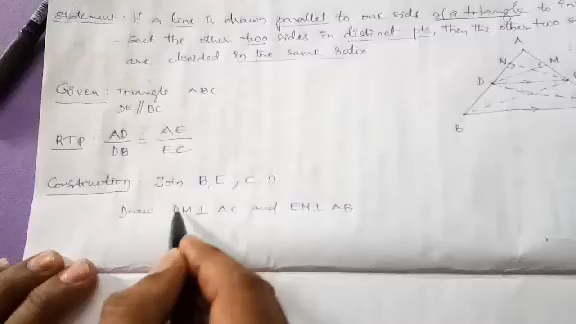 Statement: If a line is drawn parallel to one side of a triangle to
sect the other two sides in distinct pts, then the other two
are divided in the same ratio
Given: Triangle ABC
DE // BC
RTP: AD/DB = AE/EC
Construction: Join B, E, C, D
Draw DM ⊥ AC and EN ⊥ AB
A
N M
D
B